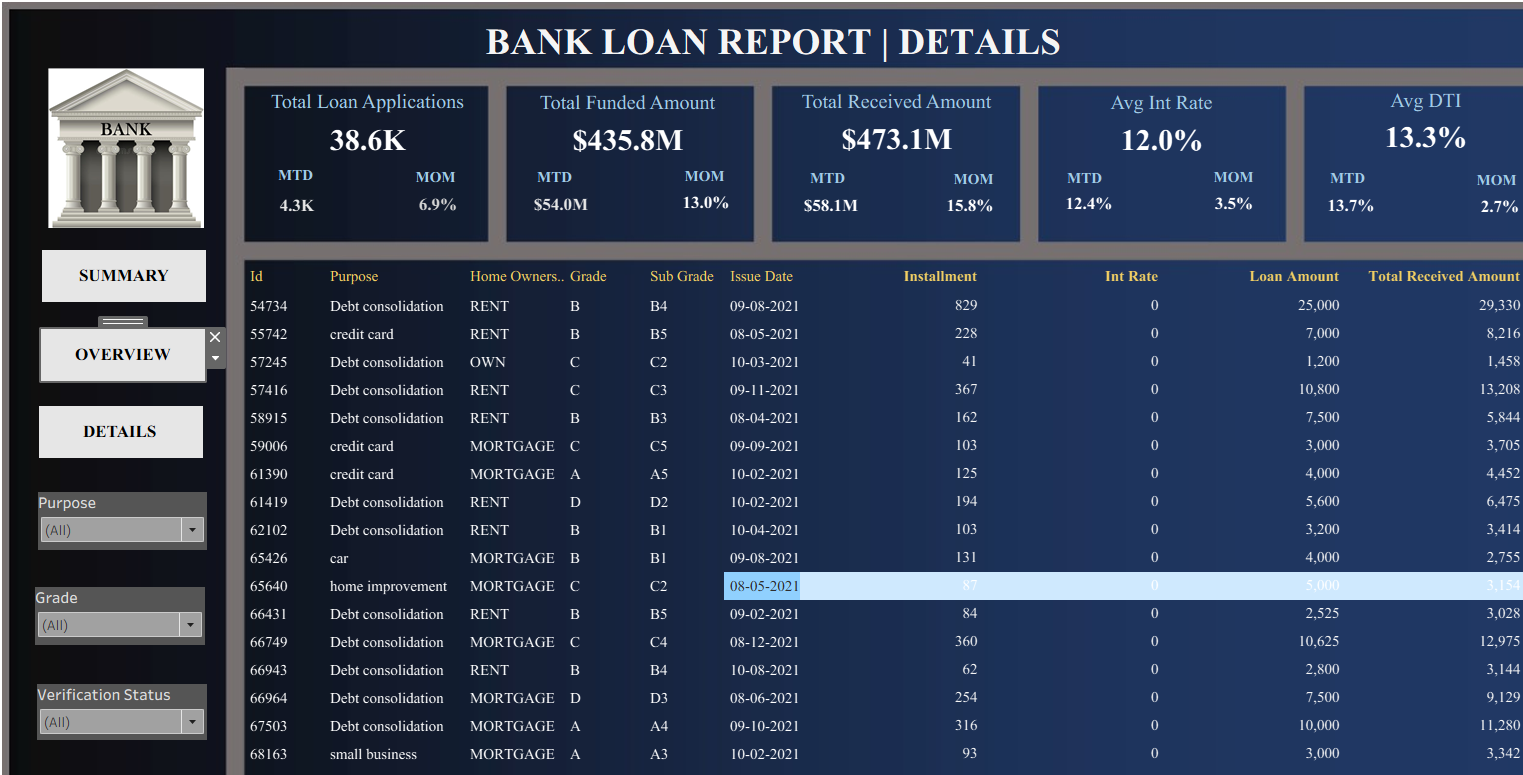 BANK LOAN REPORT | DETAILS
BANK
Total Loan Applications
38.6K
MTD MOM
4.3K 6.9%
Total Funded Amount
$435.8M
MTD MOM
$54.0M 13.0%
Total Received Amount
$473.1M
MTD MOM
$58.1M 15.8%
Avg Int Rate
12.0%
MTD MOM
12.4% 3.5%
Avg DTI
13.3%
MTD MOM
13.7% 2.7%
SUMMARY
OVERVIEW
DETAILS
Purpose
(All)
Grade
(All)
Verification Status
(All)
Id Purpose Home Owners.. Grade Sub Grade Issue Date Installment Int Rate Loan Amount Total Received Amount
54734 Debt consolidation RENT B B4 09-08-2021 829 0 25,000 29,330
55742 credit card RENT B B5 08-05-2021 228 0 7,000 8,216
57245 Debt consolidation OWN C C2 10-03-2021 41 0 1,200 1,458
57416 Debt consolidation RENT C C3 09-11-2021 367 0 10,800 13,208
58915 Debt consolidation RENT B B3 08-04-2021 162 0 7,500 5,844
59006 credit card MORTGAGE C C5 09-09-2021 103 0 3,000 3,705
61390 credit card MORTGAGE A A5 10-02-2021 125 0 4,000 4,452
61419 Debt consolidation RENT D D2 10-02-2021 194 0 5,600 6,475
62102 Debt consolidation RENT B B1 10-04-2021 103 0 3,200 3,414
65426 car MORTGAGE B B1 09-08-2021 131 0 4,000 2,755
65640 home improvement MORTGAGE C C2 08-05-2021 87 0 5,000 3,154
66431 Debt consolidation RENT B B5 09-02-2021 84 0 2,525 3,028
66749 Debt consolidation MORTGAGE C C4 08-12-2021 360 0 10,625 12,975
66943 Debt consolidation RENT B B4 10-08-2021 62 0 2,800 3,144
66964 Debt consolidation MORTGAGE D D3 08-06-2021 254 0 7,500 9,129
67503 Debt consolidation MORTGAGE A A4 09-10-2021 316 0 10,000 11,280
68163 small business MORTGAGE A A3 10-02-2021 93 0 3,000 3,342